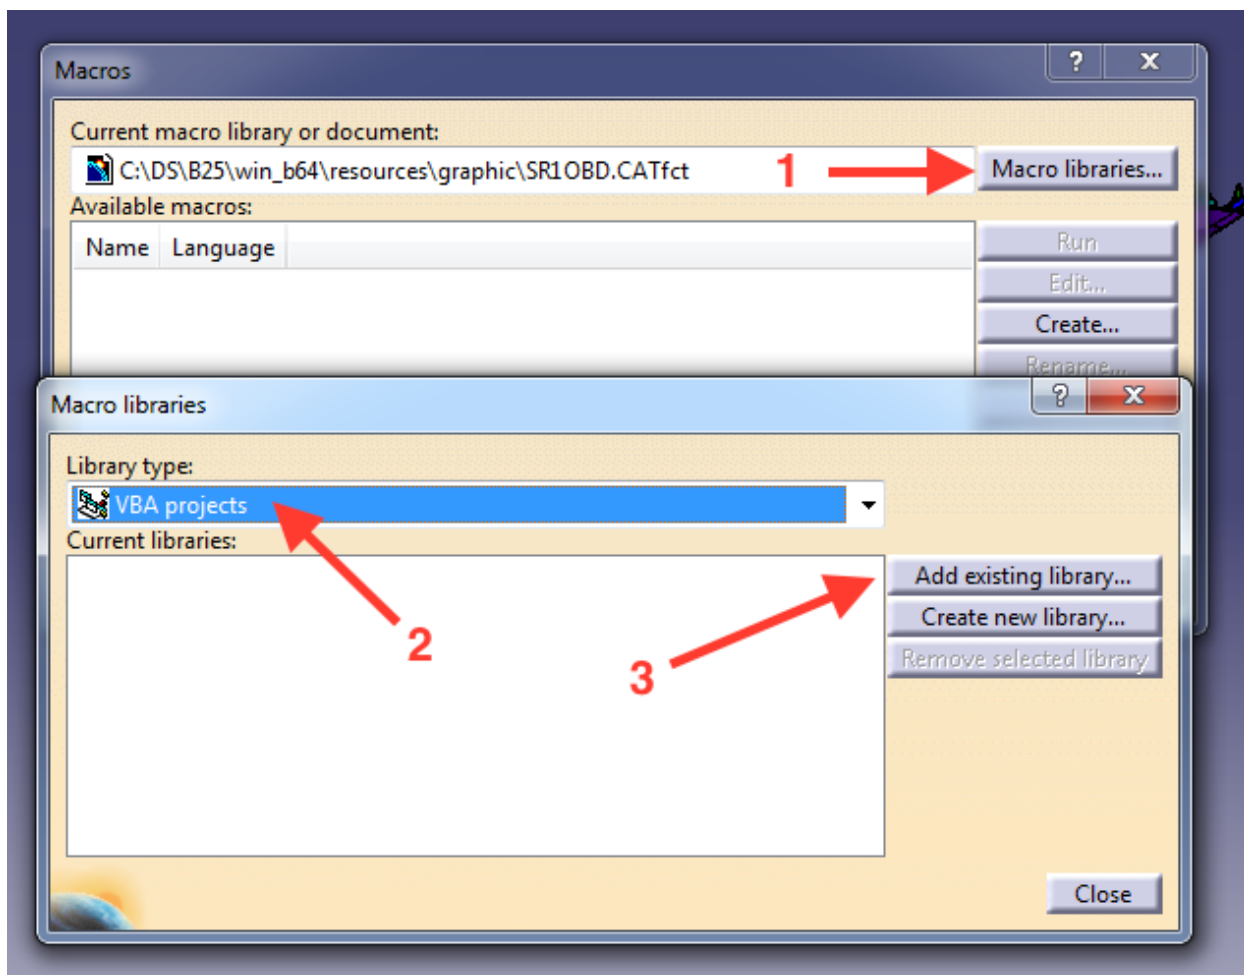 Macros
?
X
Current macro library or document:
C:\DS\B25\win_b64\resources\graphic\SR1OBD.CATfct
1
Macro libraries...
Available macros:
Name Language
Run
Edit...
Create...
Rename...
Macro libraries
?
X
Library type:
VBA projects
Current libraries:
Add existing library...
Create new library...
Remove selected library
2
3
Close